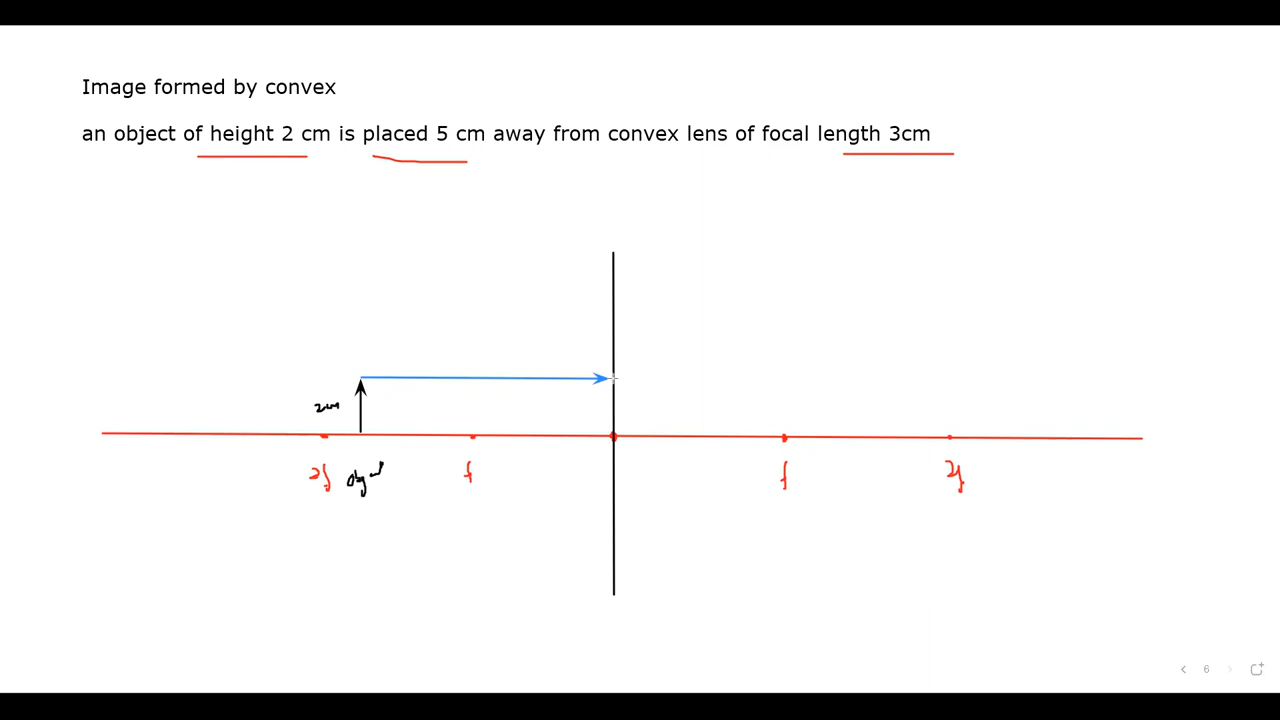 Image formed by convex
an object of height 2 cm is placed 5 cm away from convex lens of focal length 3cm
2cm
2f f f 2f
6